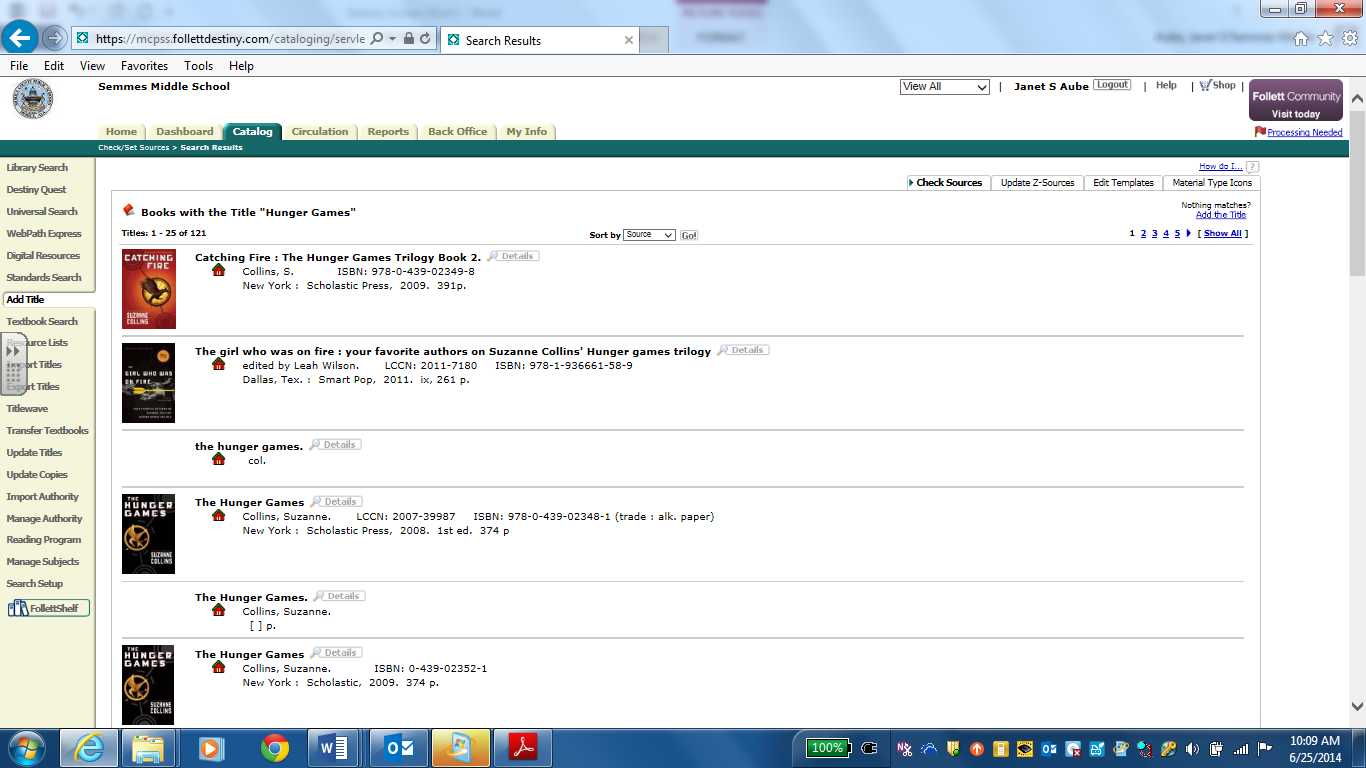 https://mcpss.follettdestiny.com/cataloging/servle
Search Results
File Edit View Favorites Tools Help
Semmes Middle School
View All | Janet S Aube Logout | Help | Shop |
Follett Community
Visit today
Processing Needed
Home Dashboard Catalog Circulation Reports Back Office My Info
Check/Set Sources > Search Results
Library Search
Destiny Quest
Universal Search
WebPath Express
Digital Resources
Standards Search
Add Title
Textbook Search
Resource Lists
Import Titles
Export Titles
Titlewave
Transfer Textbooks
Update Titles
Update Copies
Import Authority
Manage Authority
Reading Program
Manage Subjects
Search Setup
FollettShelf
How do I... ?
Check Sources Update Z-Sources Edit Templates Material Type Icons
Books with the Title "Hunger Games"
Nothing matches?
Add the Title
Titles: 1 - 25 of 121
Sort by Source Go!
1 2 3 4 5 [ Show All ]
CATCHING FIRE
SUZANNE COLLINS
Catching Fire : The Hunger Games Trilogy Book 2. Details
Collins, S. ISBN: 978-0-439-02349-8
New York : Scholastic Press, 2009. 391p.
GIRL WHO WAS ON FIRE
The girl who was on fire : your favorite authors on Suzanne Collins' Hunger games trilogy Details
edited by Leah Wilson. LCCN: 2011-7180 ISBN: 978-1-936661-58-9
Dallas, Tex. : Smart Pop, 2011. ix, 261 p.
the hunger games. Details
col.
THE HUNGER GAMES
SUZANNE COLLINS
The Hunger Games Details
Collins, Suzanne. LCCN: 2007-39987 ISBN: 978-0-439-02348-1 (trade : alk. paper)
New York : Scholastic Press, 2008. 1st ed. 374 p
The Hunger Games. Details
Collins, Suzanne.
[ ] p.
THE HUNGER GAMES
SUZANNE COLLINS
The Hunger Games Details
Collins, Suzanne. ISBN: 0-439-02352-1
New York : Scholastic, 2009. 374 p.
100%
10:09 AM
6/25/2014